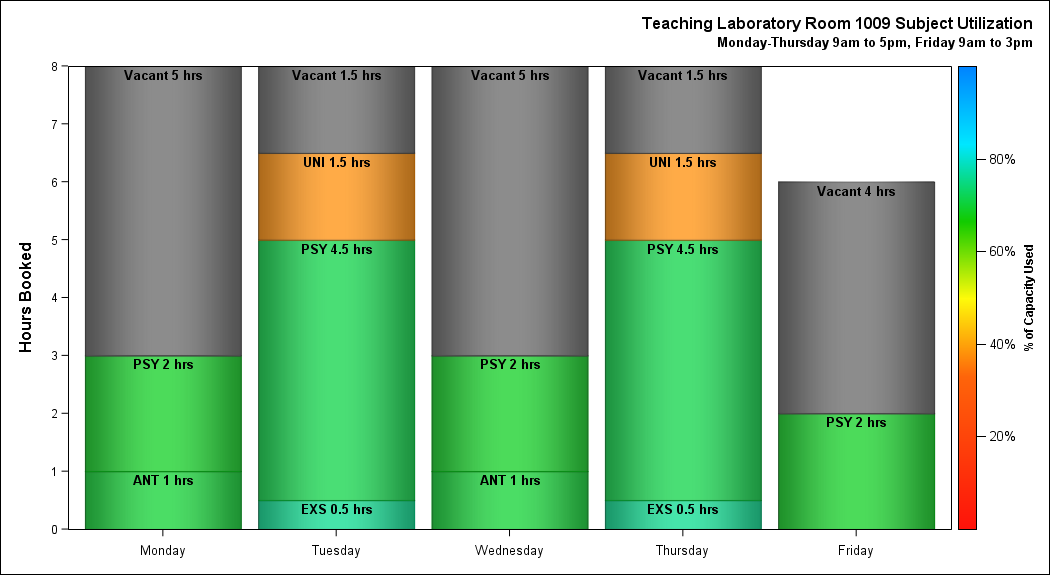 Teaching Laboratory Room 1009 Subject Utilization
Monday-Thursday 9am to 5pm, Friday 9am to 3pm
Hours Booked
8
7
6
5
4
3
2
1
0
Vacant 5 hrs
PSY 2 hrs
ANT 1 hrs
Vacant 1.5 hrs
UNI 1.5 hrs
PSY 4.5 hrs
EXS 0.5 hrs
Vacant 5 hrs
PSY 2 hrs
ANT 1 hrs
Vacant 1.5 hrs
UNI 1.5 hrs
PSY 4.5 hrs
EXS 0.5 hrs
Vacant 4 hrs
PSY 2 hrs
Monday
Tuesday
Wednesday
Thursday
Friday
80%
60%
40%
20%
% of Capacity Used